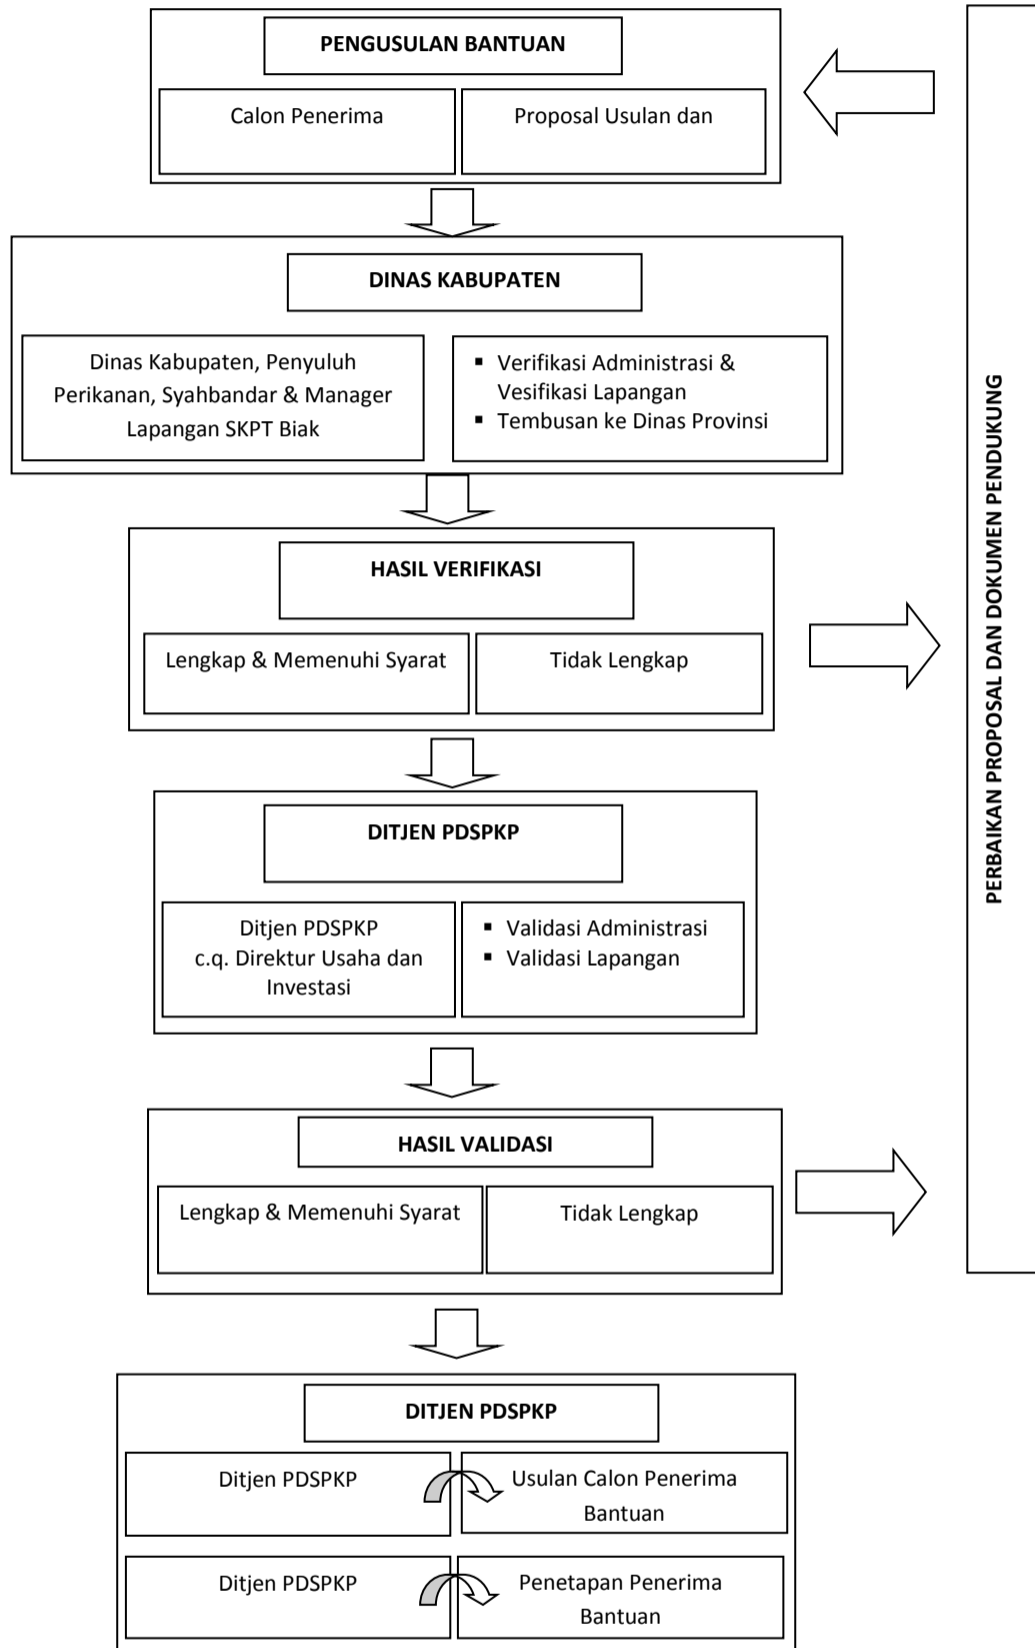 PENGUSULAN BANTUAN
Calon Penerima
Proposal Usulan dan
DINAS KABUPATEN
Dinas Kabupaten, Penyuluh
Perikanan, Syahbandar & Manager
Lapangan SKPT Biak
▪ Verifikasi Administrasi &
Vesifikasi Lapangan
▪ Tembusan ke Dinas Provinsi
HASIL VERIFIKASI
Lengkap & Memenuhi Syarat
Tidak Lengkap
DITJEN PDSPKP
Ditjen PDSPKP
c.q. Direktur Usaha dan
Investasi
▪ Validasi Administrasi
▪ Validasi Lapangan
HASIL VALIDASI
Lengkap & Memenuhi Syarat
Tidak Lengkap
DITJEN PDSPKP
Ditjen PDSPKP
Usulan Calon Penerima
Bantuan
Ditjen PDSPKP
Penetapan Penerima
Bantuan
PERBAIKAN PROPOSAL DAN DOKUMEN PENDUKUNG